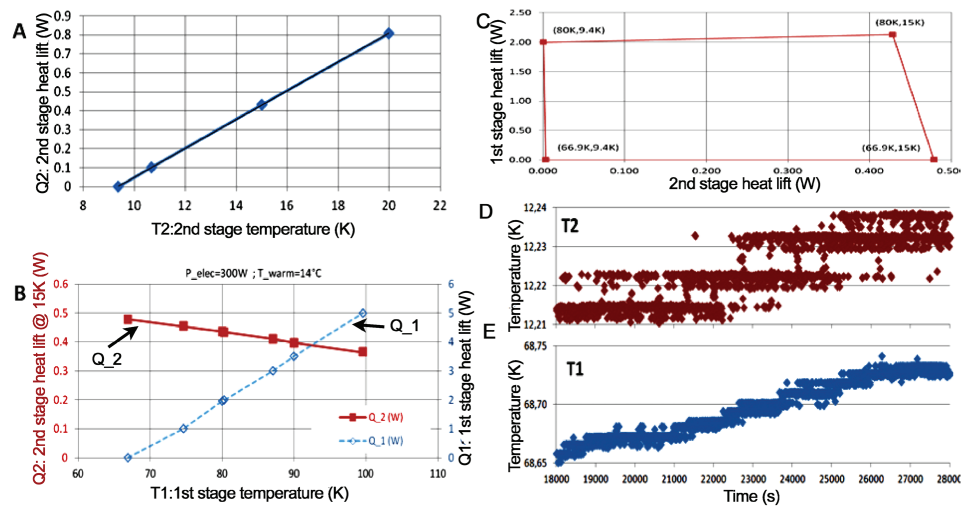 A
Q2: 2nd stage heat lift (W)
0.9
0.8
0.7
0.6
0.5
0.4
0.3
0.2
0.1
0
8 10 12 14 16 18 20 22
T2:2nd stage temperature (K)
B
P_elec=300W ; T_warm=14°C
Q2: 2nd stage heat lift @ 15K (W)
0.6
0.5
0.4
0.3
0.2
0.1
0
Q_2
Q_1
Q_2 (W)
Q_1 (W)
6
5
4
3
2
1
0
Q1: 1st stage heat lift (W)
60 70 80 90 100 110
T1:1st stage temperature (K)
C
1st stage heat lift (W)
2.50
2.00
1.50
1.00
0.50
0.00
(80K,9.4K)
(80K,15K)
(66.9K,9.4K)
(66.9K,15K)
0.000 0.100 0.200 0.300 0.400
2nd stage heat lift (W)
D
T2
Temperature (K)
12,24
12,23
12,22
12,21
E
T1
Temperature (K)
68,75
68,70
68,65
18000 19000 20000 21000 22000 23000 24000 25000 26000 27000 28000
Time (s)